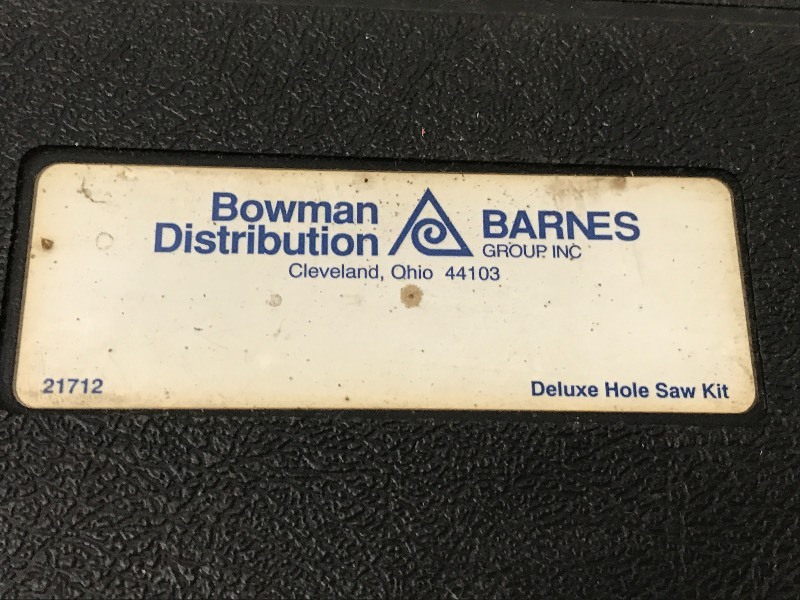 Bowman Distribution
BARNES GROUP INC
Cleveland, Ohio 44103
21712
Deluxe Hole Saw Kit